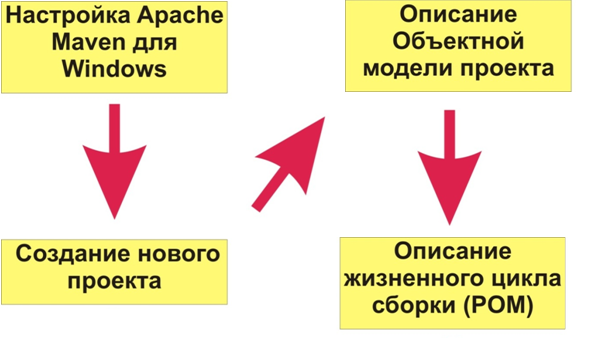 Настройка Apache
Maven для
Windows
Создание нового
проекта
Описание
Объектной
модели проекта
Описание
жизненного цикла
сборки (POM)